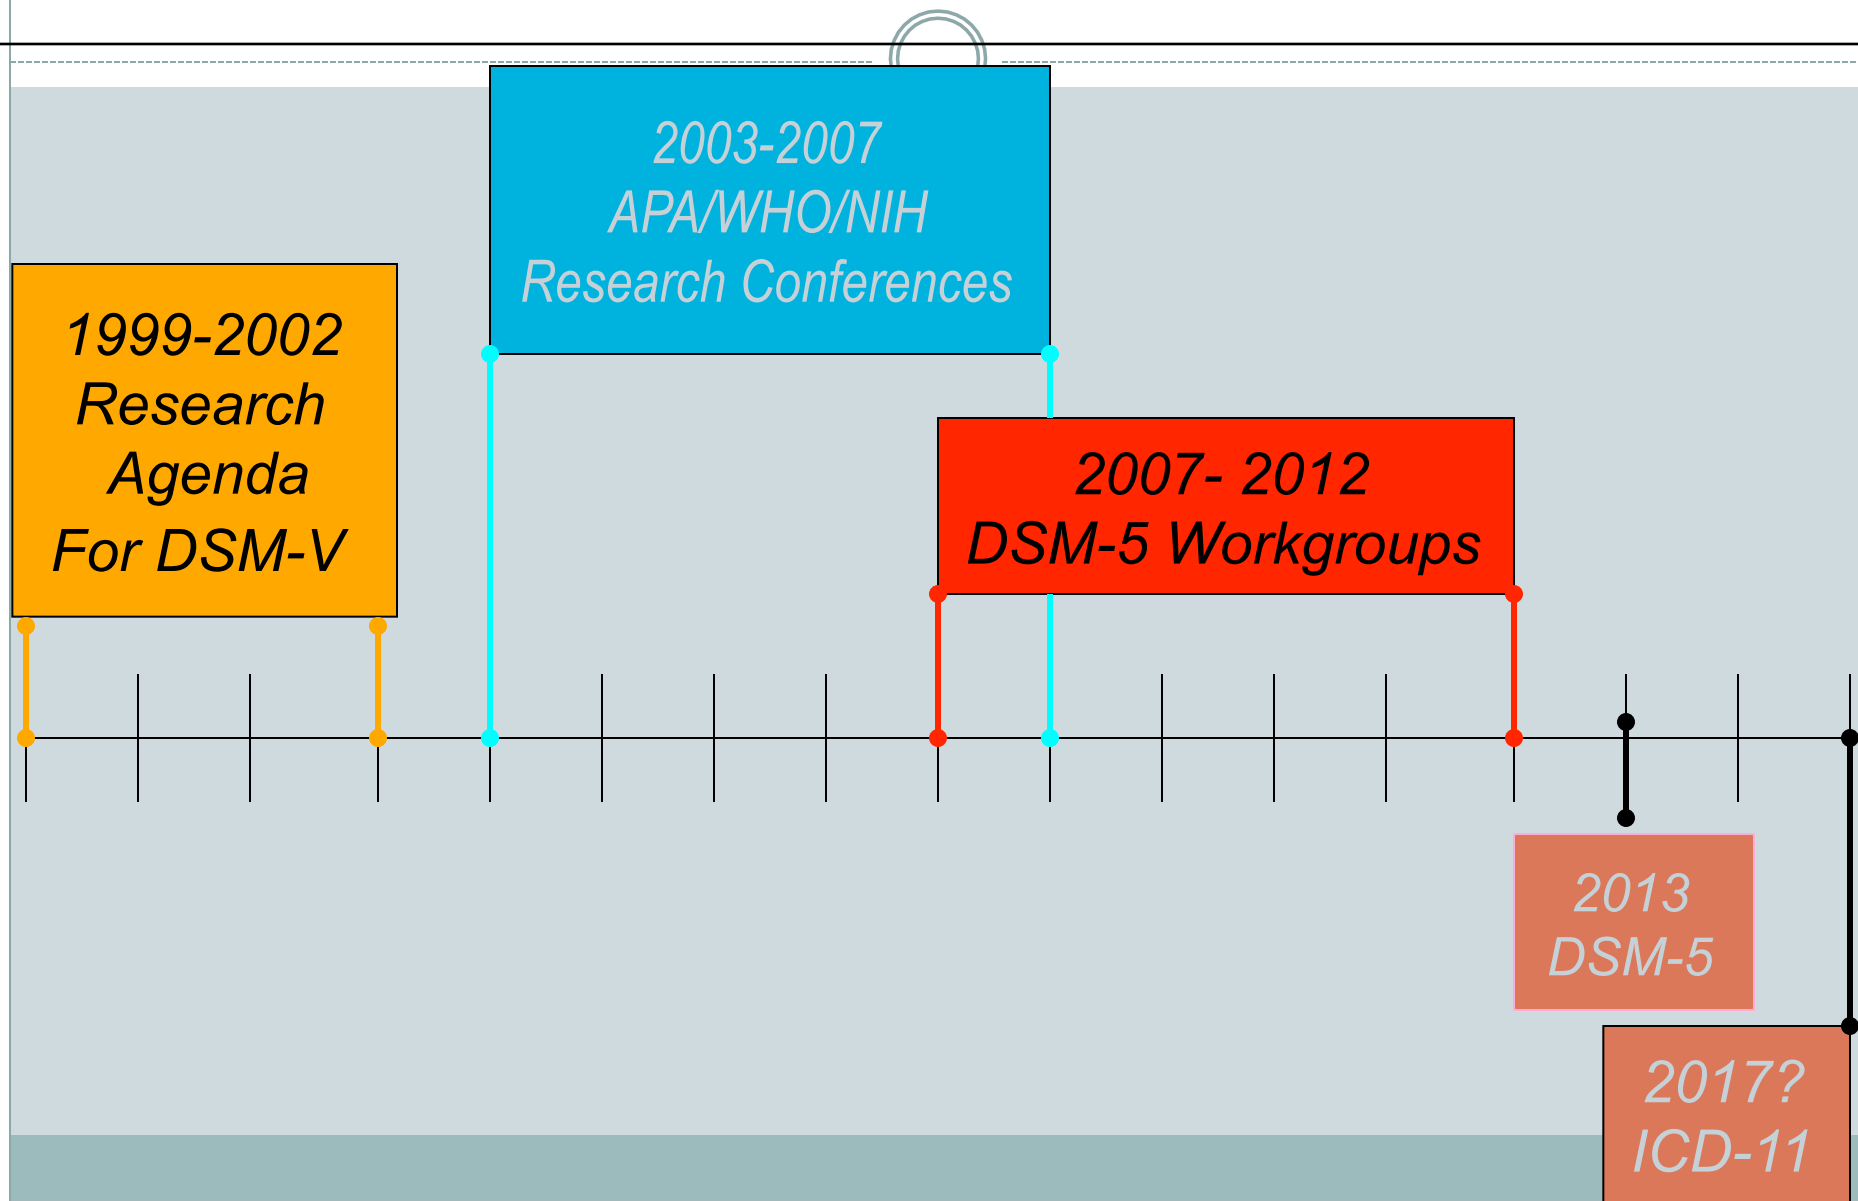 2003-2007
APA/WHO/NIH
Research Conferences
1999-2002
Research
Agenda
For DSM-V
2007- 2012
DSM-5 Workgroups
2013
DSM-5
2017?
ICD-11